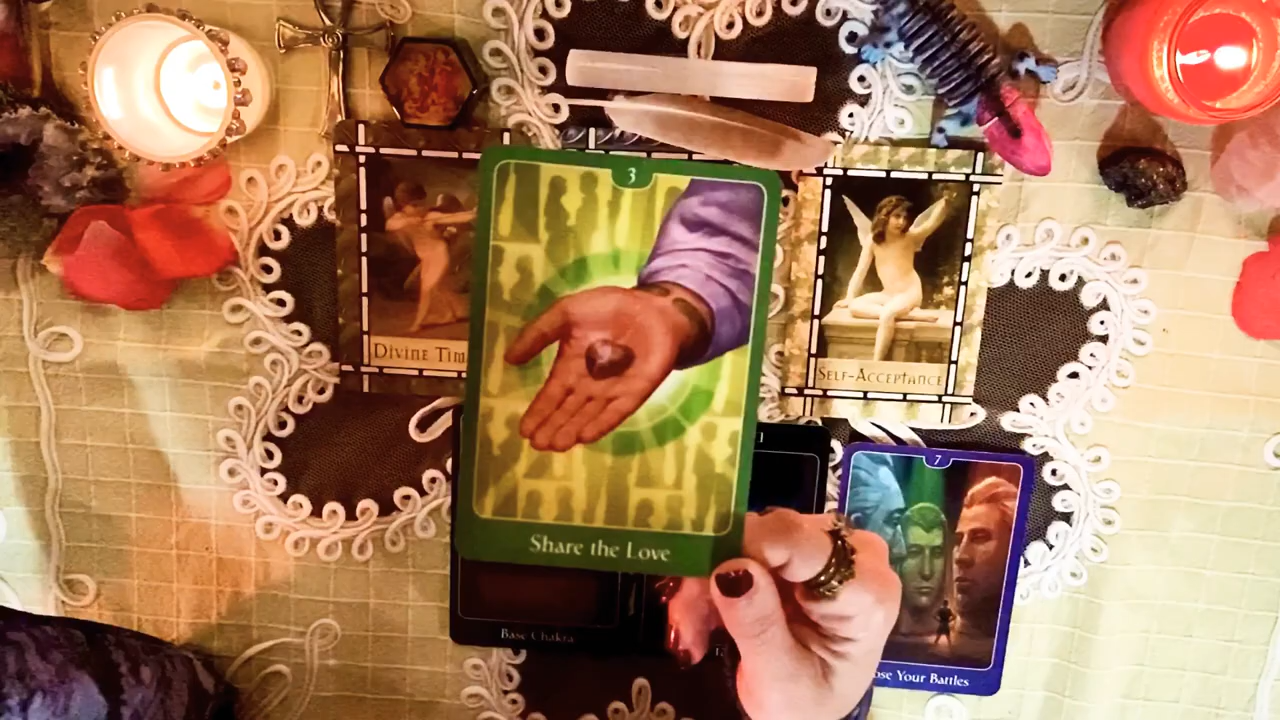 3
Divine Tim
Self-Acceptance
7
Share the Love
Base Chakra
ose Your Battles